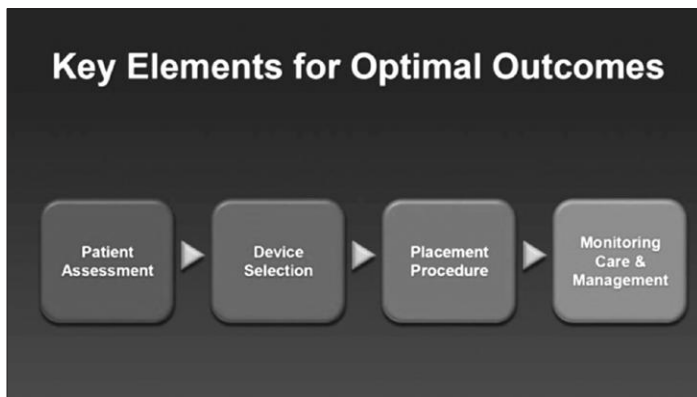 Key Elements for Optimal Outcomes
Patient
Assessment
Device
Selection
Placement
Procedure
Monitoring
Care &
Management